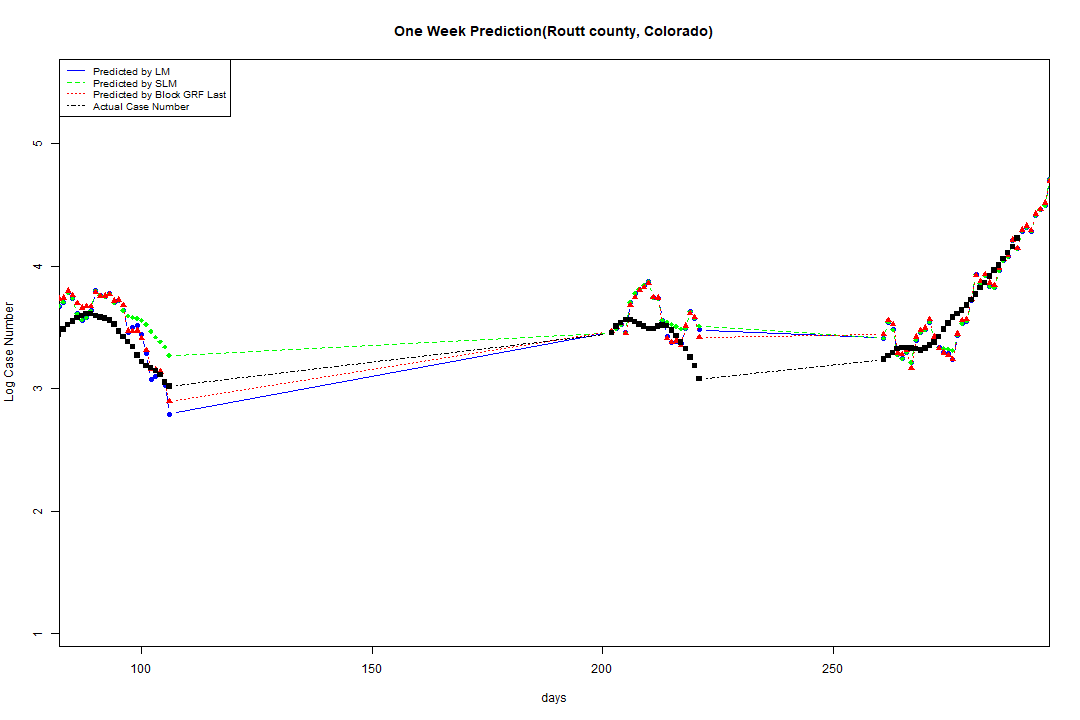 One Week Prediction(Routt county, Colorado)
Predicted by LM
Predicted by SLM
Predicted by Block GRF Last
Actual Case Number
5
4
3
2
1
Log Case Number
100 150 200 250
days